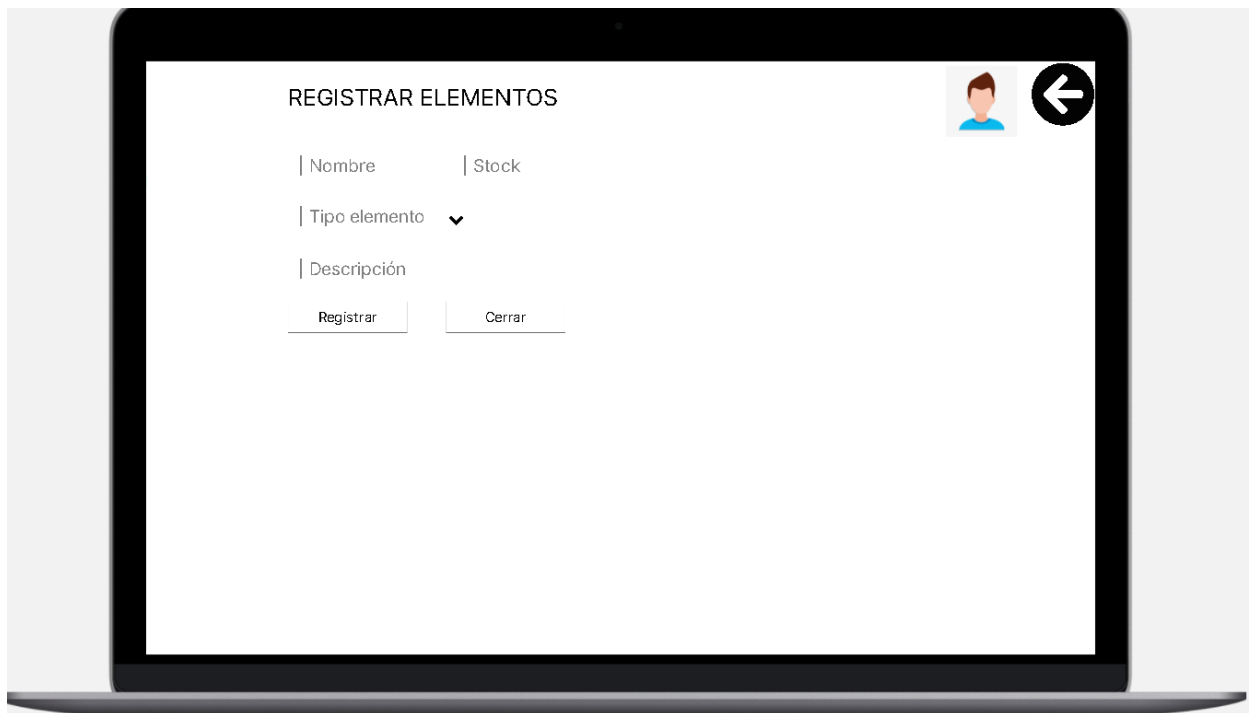 REGISTRAR ELEMENTOS
Nombre Stock
Tipo elemento
Descripción
Registrar Cerrar